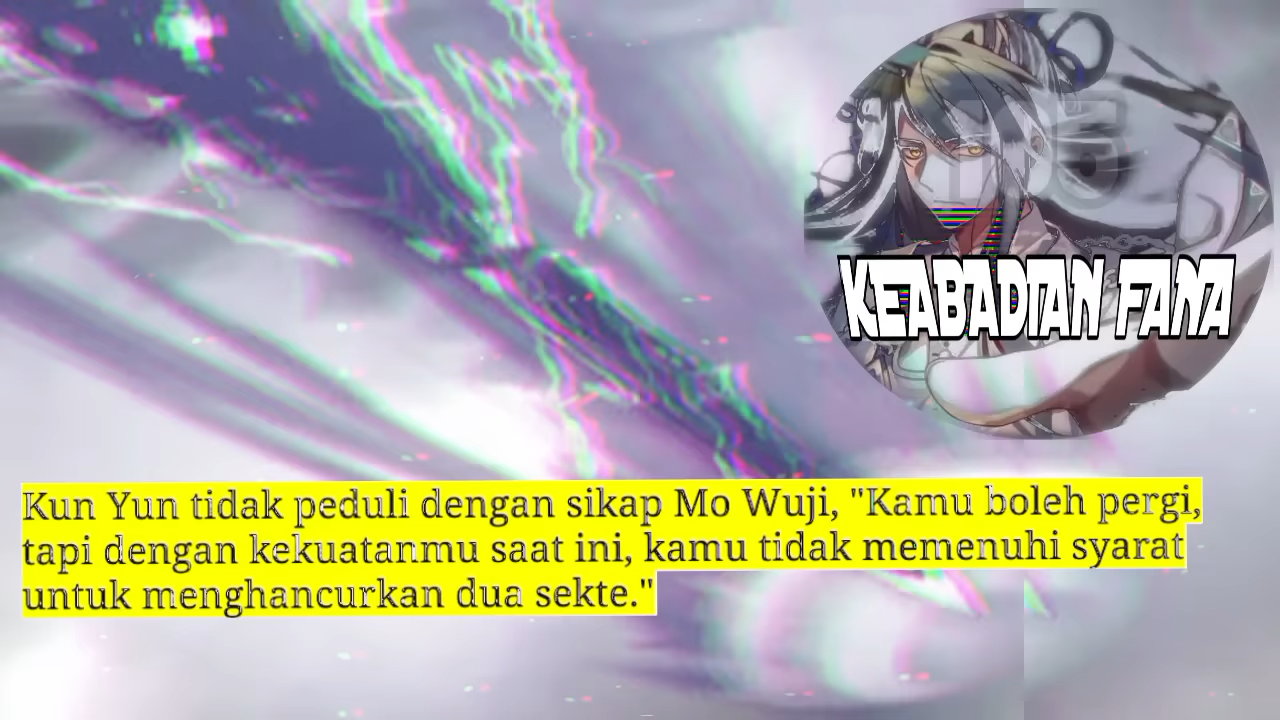 KEABADIAN FANA
Kun Yun tidak peduli dengan sikap Mo Wuji, "Kamu boleh pergi,
tapi dengan kekuatanmu saat ini, kamu tidak memenuhi syarat
untuk menghancurkan dua sekte."